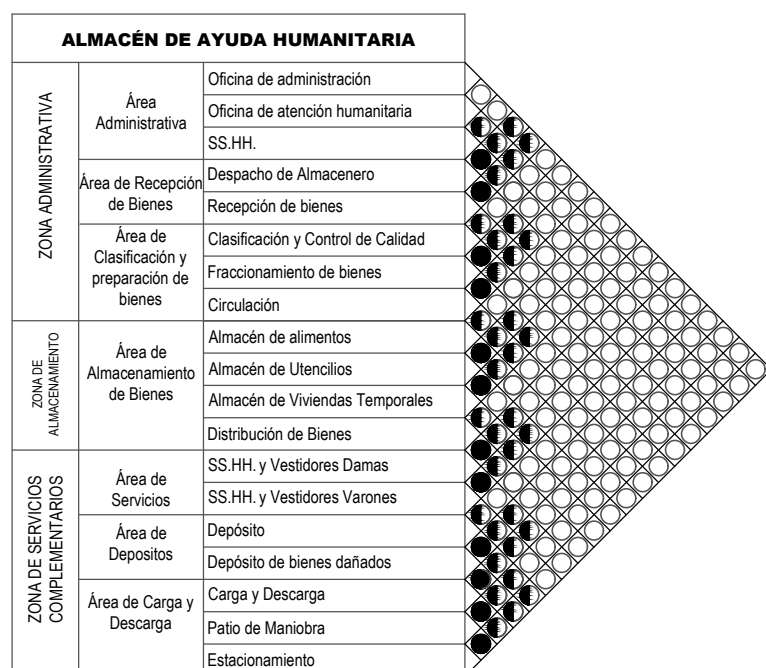 ALMACÉN DE AYUDA HUMANITARIA
ZONA ADMINISTRATIVA
Área
Administrativa
Oficina de administración
Oficina de atención humanitaria
SS.HH.
Área de Recepción
de Bienes
Despacho de Almacenero
Recepción de bienes
Área de
Clasificación y
preparación de
bienes
Clasificación y Control de Calidad
Fraccionamiento de bienes
Circulación
ZONA DE
ALMACENAMIENTO
Área de
Almacenamiento
de Bienes
Almacén de alimentos
Almacén de Utencilios
Almacén de Viviendas Temporales
Distribución de Bienes
ZONA DE SERVICIOS
COMPLEMENTARIOS
Área de
Servicios
SS.HH. y Vestidores Damas
SS.HH. y Vestidores Varones
Área de
Depositos
Depósito
Depósito de bienes dañados
Área de Carga y
Descarga
Carga y Descarga
Patio de Maniobra
Estacionamiento